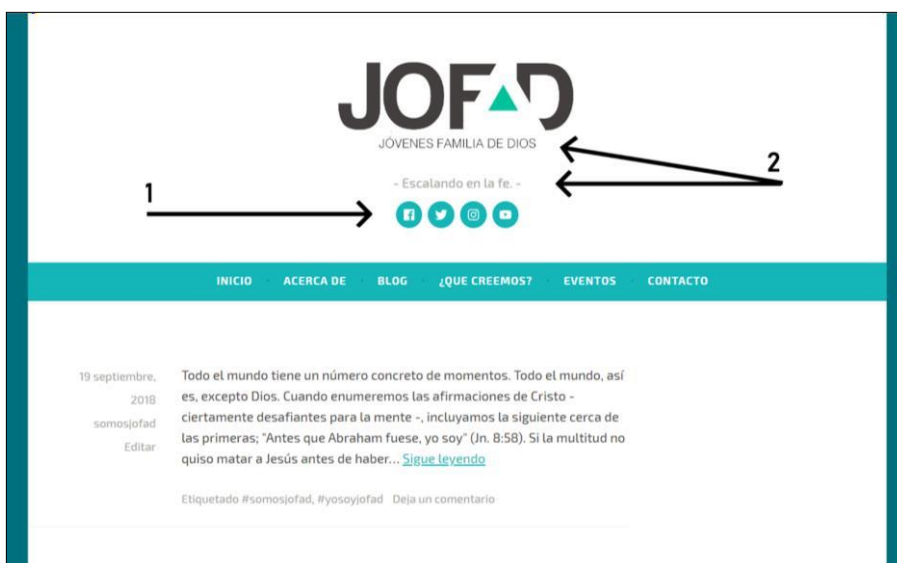 JOFAD
JÓVENES FAMILIA DE DIOS
2
- Escalando en la fe. -
1
INICIO · ACERCA DE · BLOG · ¿QUE CREEMOS? · EVENTOS · CONTACTO
19 septiembre,
2018
somosjofad
Editar
Todo el mundo tiene un número concreto de momentos. Todo el mundo, así
es, excepto Dios. Cuando enumeremos las afirmaciones de Cristo -
ciertamente desafiantes para la mente -, incluyamos la siguiente cerca de
las primeras; "Antes que Abraham fuese, yo soy" (Jn. 8:58). Si la multitud no
quiso matar a Jesús antes de haber… Sigue leyendo
Etiquetado #somosjofad, #yosoyjofad Deja un comentario